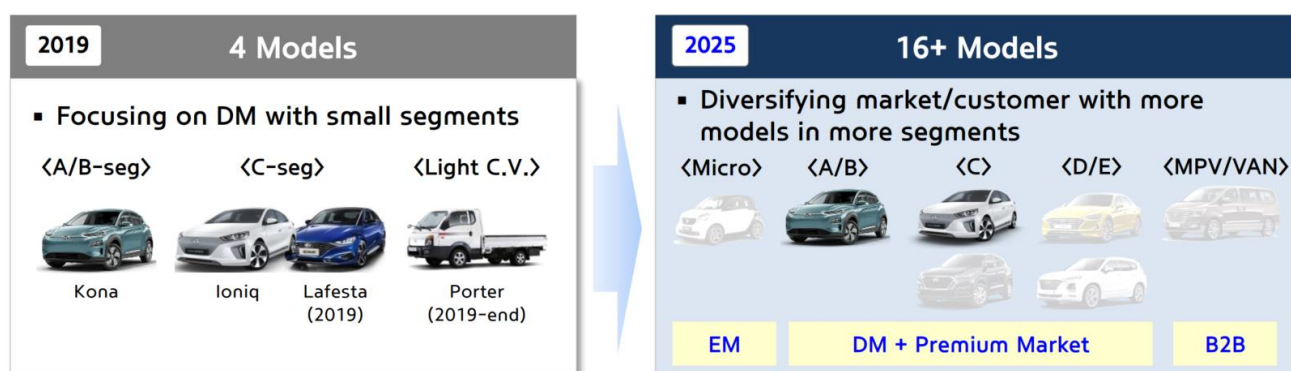 2019
4 Models
▪ Focusing on DM with small segments
<A/B-seg>
<C-seg>
<Light C.V.>
Kona
Ioniq
Lafesta
(2019)
Porter
(2019-end)
2025
16+ Models
▪ Diversifying market/customer with more
models in more segments
<Micro>
<A/B>
<C>
<D/E>
<MPV/VAN>
EM
DM + Premium Market
B2B